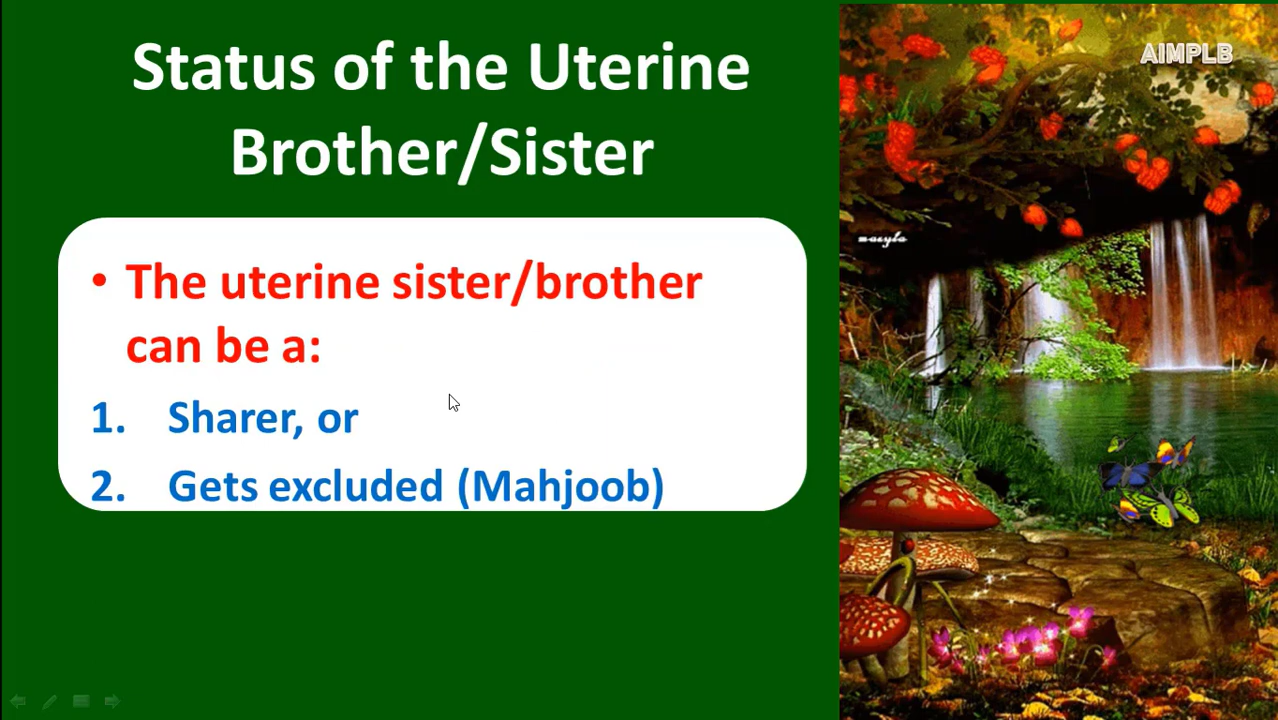 Status of the Uterine
Brother/Sister
• The uterine sister/brother
can be a:
1. Sharer, or
2. Gets excluded (Mahjoob)
AIMPLB